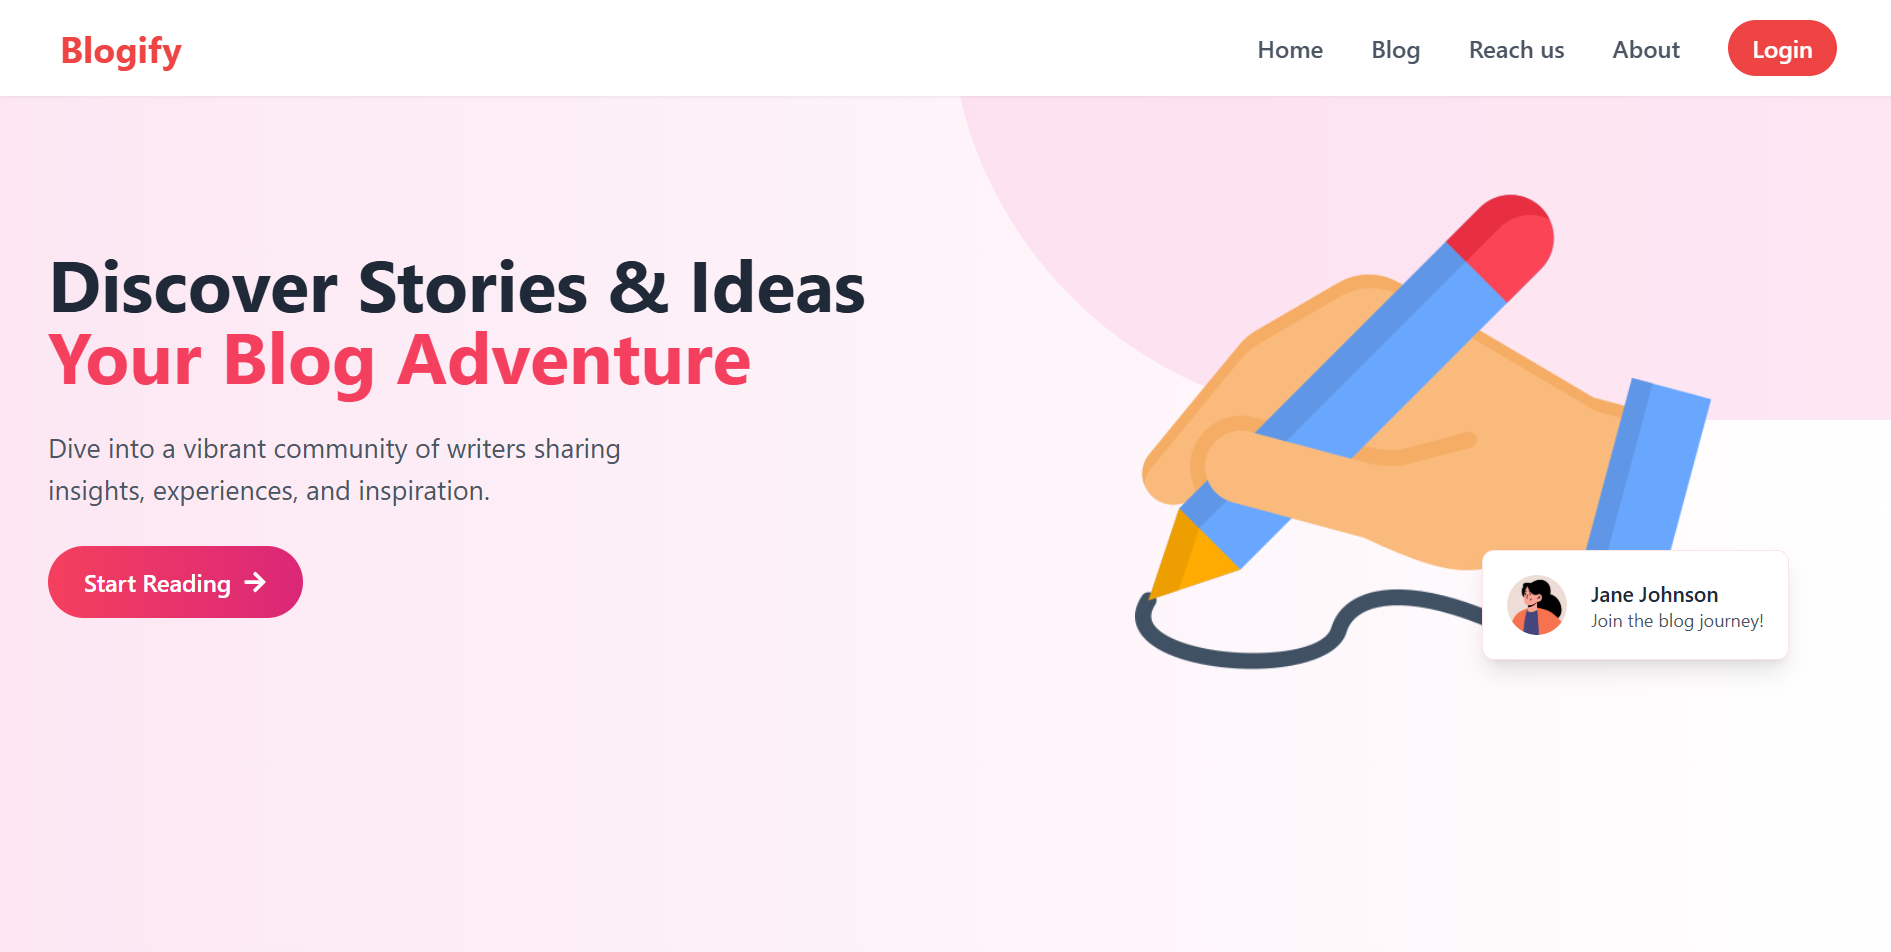 Blogify
Home Blog Reach us About Login
Discover Stories & Ideas
Your Blog Adventure
Dive into a vibrant community of writers sharing
insights, experiences, and inspiration.
Start Reading
Jane Johnson
Join the blog journey!